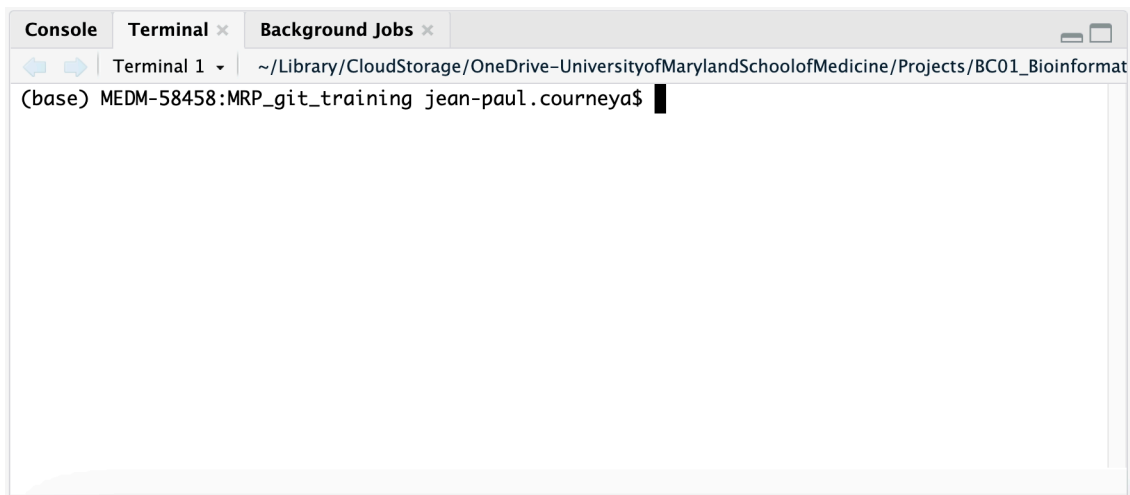 Console Terminal × Background Jobs ×
Terminal 1 ~/Library/CloudStorage/OneDrive-UniversityofMarylandSchoolofMedicine/Projects/BC01_Bioinformat
(base) MEDM-58458:MRP_git_training jean-paul.courneya$